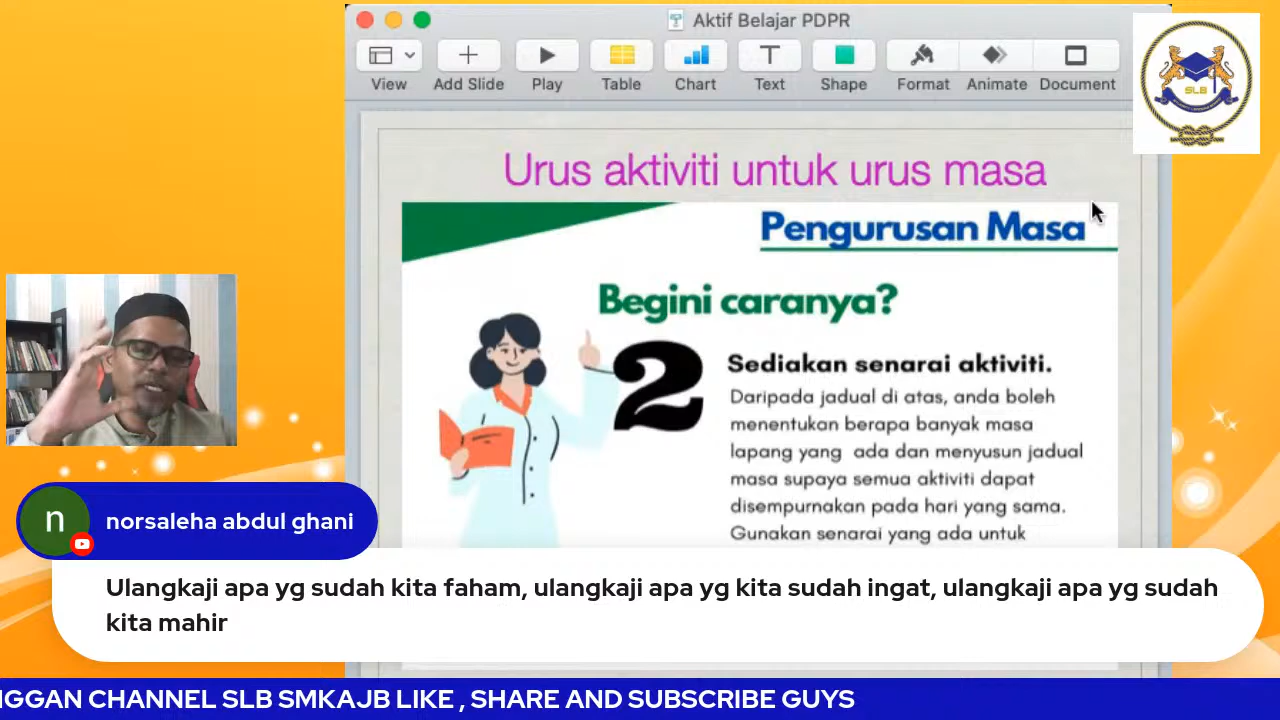 Aktif Belajar PDPR
View
Add Slide
Play
Table
Chart
Text
Shape
Format
Animate
Document
SLB
Urus aktiviti untuk urus masa
Pengurusan Masa
Begini caranya?
2
Sediakan senarai aktiviti.
Daripada jadual di atas, anda boleh
menentukan berapa banyak masa
lapang yang ada dan menyusun jadual
masa supaya semua aktiviti dapat
disempurnakan pada hari yang sama.
Gunakan senarai yang ada untuk
n
norsaleha abdul ghani
Ulangkaji apa yg sudah kita faham, ulangkaji apa yg kita sudah ingat, ulangkaji apa yg sudah
kita mahir
NGGAN CHANNEL SLB SMKAJB LIKE , SHARE AND SUBSCRIBE GUYS